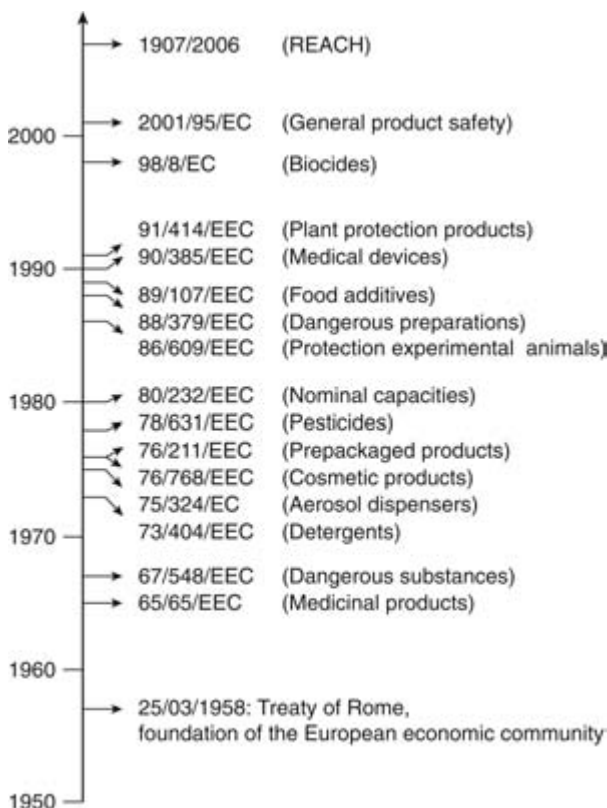 1907/2006 (REACH)
2001/95/EC (General product safety)
2000
98/8/EC (Biocides)
91/414/EEC (Plant protection products)
90/385/EEC (Medical devices)
1990
89/107/EEC (Food additives)
88/379/EEC (Dangerous preparations)
86/609/EEC (Protection experimental animals)
80/232/EEC (Nominal capacities)
1980
78/631/EEC (Pesticides)
76/211/EEC (Prepackaged products)
76/768/EEC (Cosmetic products)
75/324/EC (Aerosol dispensers)
73/404/EEC (Detergents)
1970
67/548/EEC (Dangerous substances)
65/65/EEC (Medicinal products)
1960
25/03/1958: Treaty of Rome,
foundation of the European economic community
1950